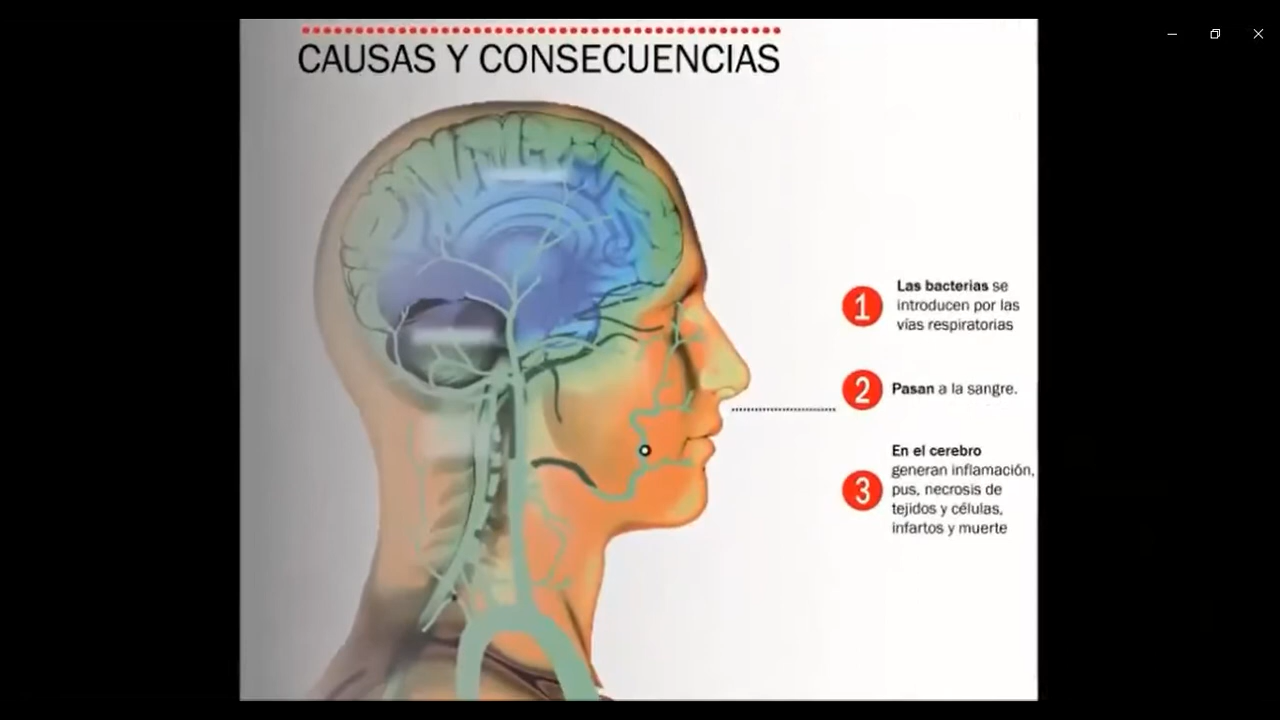 CAUSAS Y CONSECUENCIAS
1
Las bacterias se
introducen por las
vías respiratorias
2
Pasan a la sangre.
3
En el cerebro
generan inflamación,
pus, necrosis de
tejidos y células,
infartos y muerte